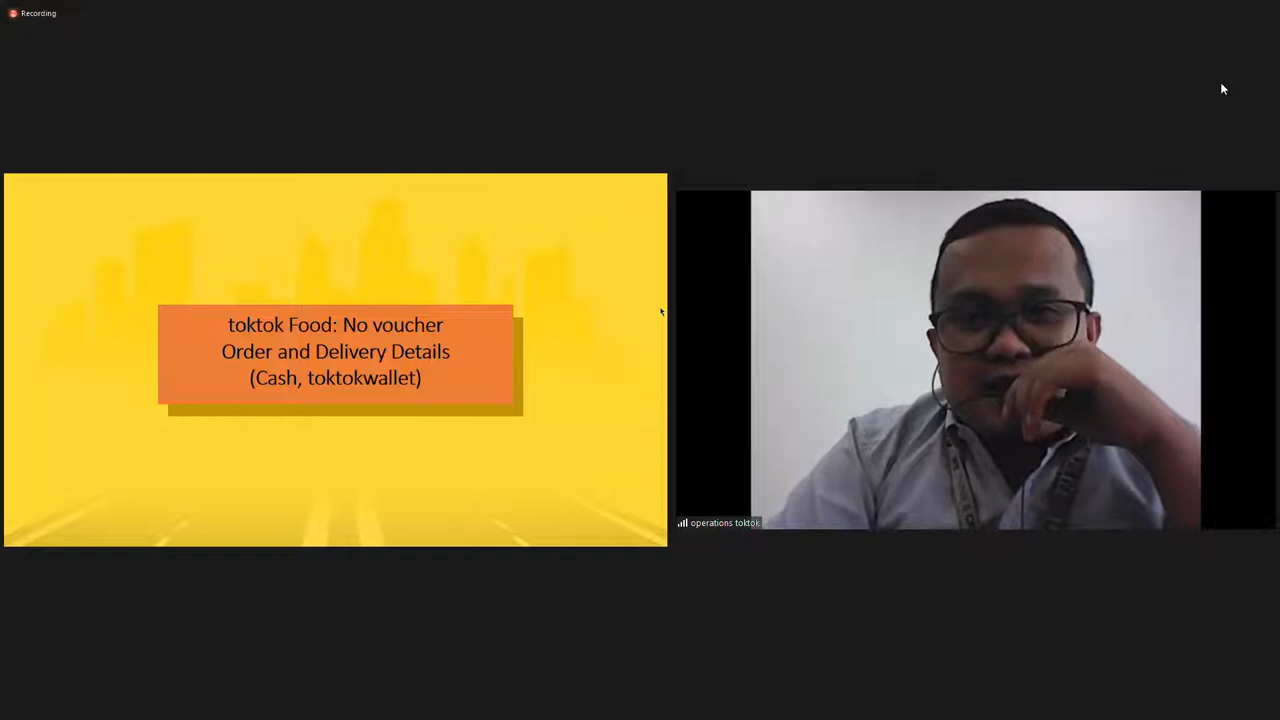 Recording
toktok Food: No voucher
Order and Delivery Details
(Cash, toktokwallet)
operations toktok